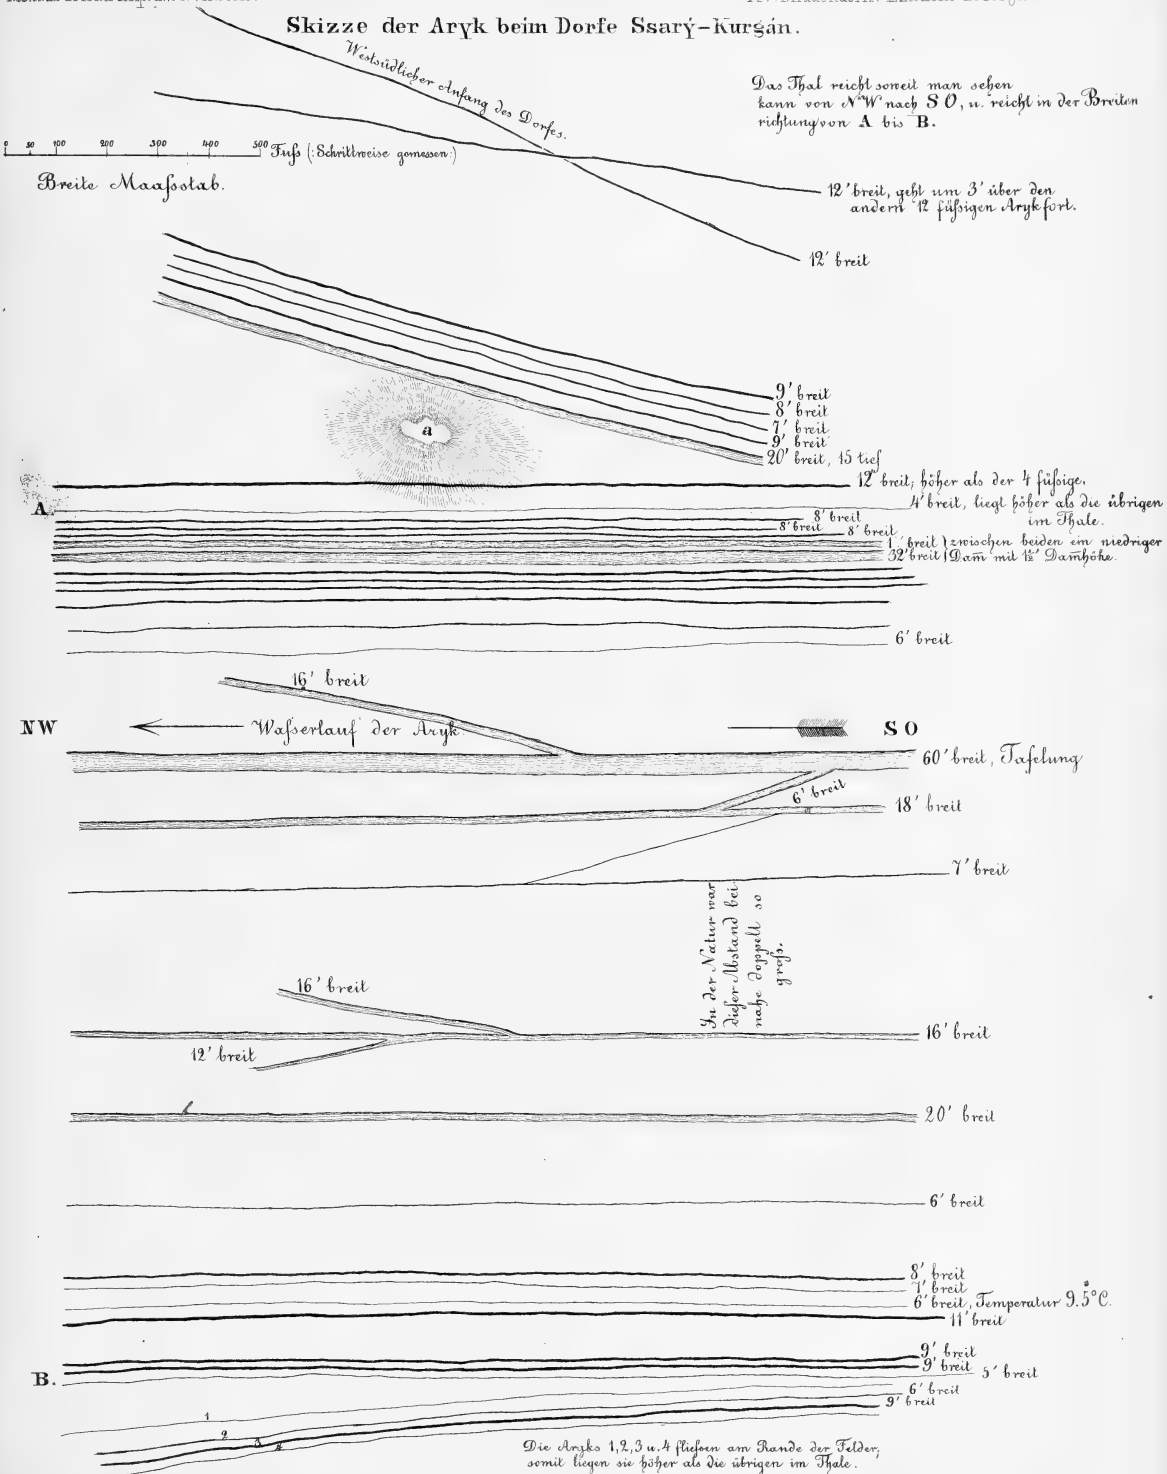 Skizze der Aryk beim Dorfe Ssarý-Kurgán.
Westsüdlicher Anfang des Dorfes.
Das Thal reicht soweit man sehen
kann von NW nach SO, u. reicht in der Breiten
richtung von A bis B.
0 50 100 200 300 400 500 Fuſs (: Schrittweise gemessen:)
Breite Maaſsstab.
12' breit, geht um 3' über den
andern 12 füſsigen Aryk fort.
12' breit
9' breit
8' breit
7' breit
9' breit
20' breit, 15 tief
a
12' breit; höher als der 4 füſsige.
A.
4' breit, liegt höher als die übrigen
im Thale.
8' breit
8' breit
8' breit
breit } zwischen beiden ein niedriger
32' breit } Dam̄ mit 1½' Dam̄höhe.
6' breit
16' breit
NW
Waſserlauf der Aryk.
SO
60' breit, Tafelung
6' breit
18' breit
7' breit
In der Natur war
dieſer Abstand bei-
nahe doppelt so
groſs.
16' breit
16' breit
12' breit
20' breit
6' breit
8' breit
7' breit
6' breit, Temperatur 9.5°C.
11' breit
9' breit
9' breit
5' breit
B.
6' breit
9' breit
1
2
3
4
Die Aryks 1, 2, 3 u. 4 flieſsen am Rande der Felder,
somit liegen sie höher als die übrigen im Thale.